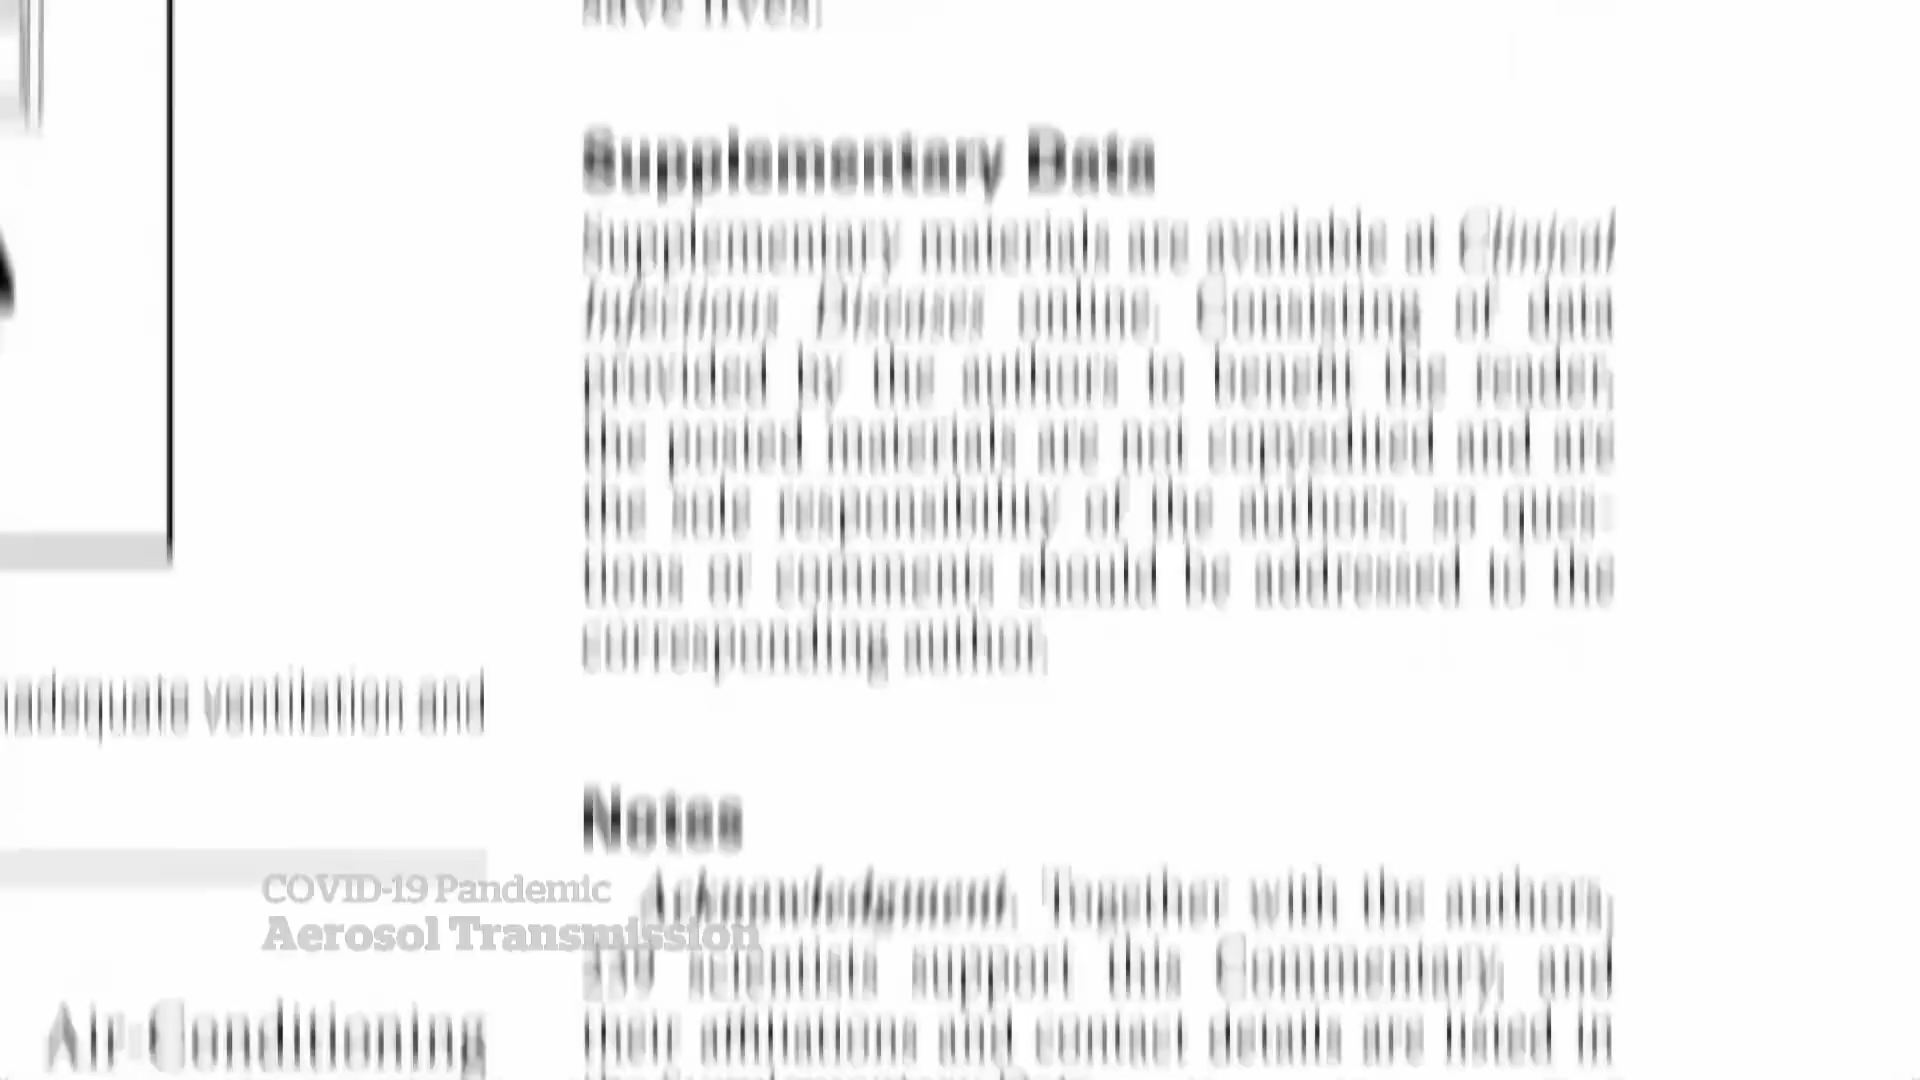 save lives.
Supplementary Data
Supplementary materials are available at Clinical
Infectious Diseases online. Consisting of data
provided by the authors to benefit the reader,
the posted materials are not copyedited and are
the sole responsibility of the authors, so ques-
tions or comments should be addressed to the
corresponding author.
adequate ventilation and
Notes
COVID-19 Pandemic
Aerosol Transmission
Acknowledgment. Together with the authors,
scientists support this Commentary, and
their affiliations and contact details are listed in
Air-Conditioning